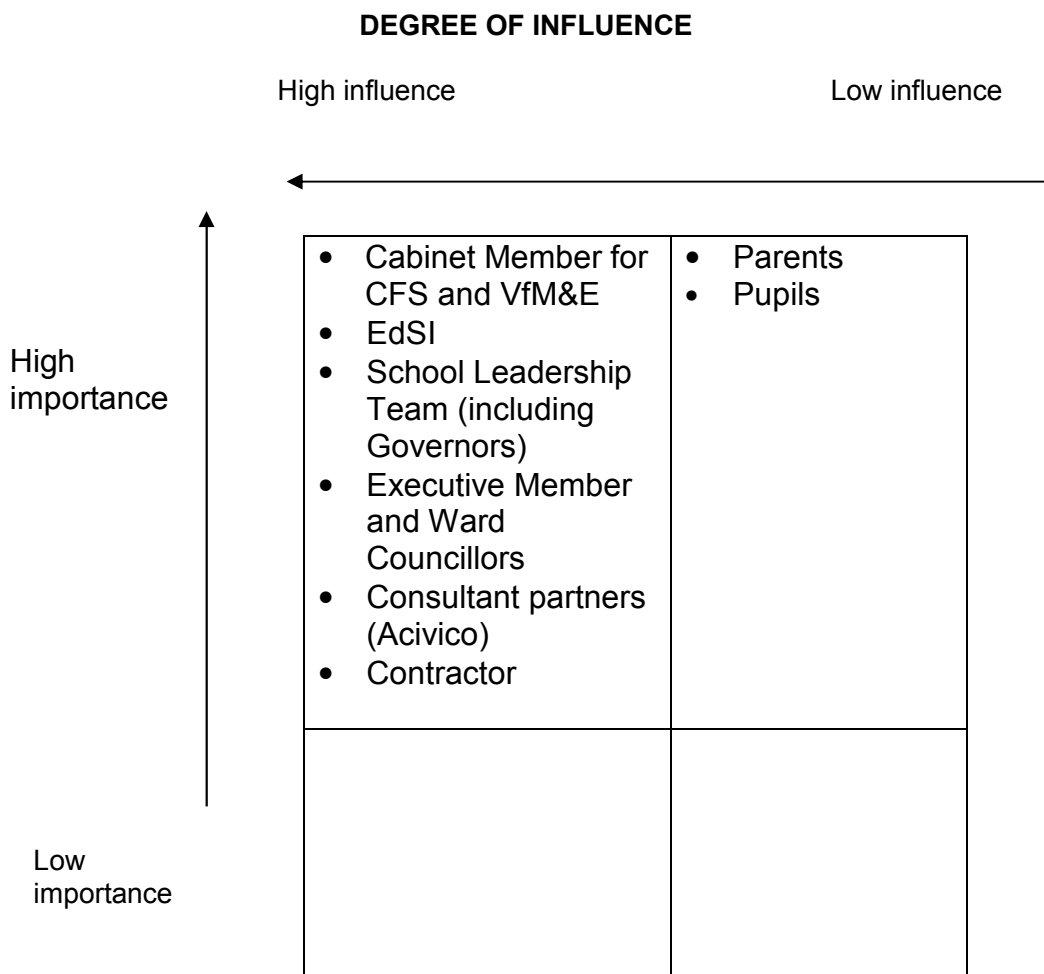 DEGREE OF INFLUENCE
High influence Low influence
High
importance
• Cabinet Member for
CFS and VfM&E
• EdSI
• School Leadership
Team (including
Governors)
• Executive Member
and Ward
Councillors
• Consultant partners
(Acivico)
• Contractor
• Parents
• Pupils
Low
importance